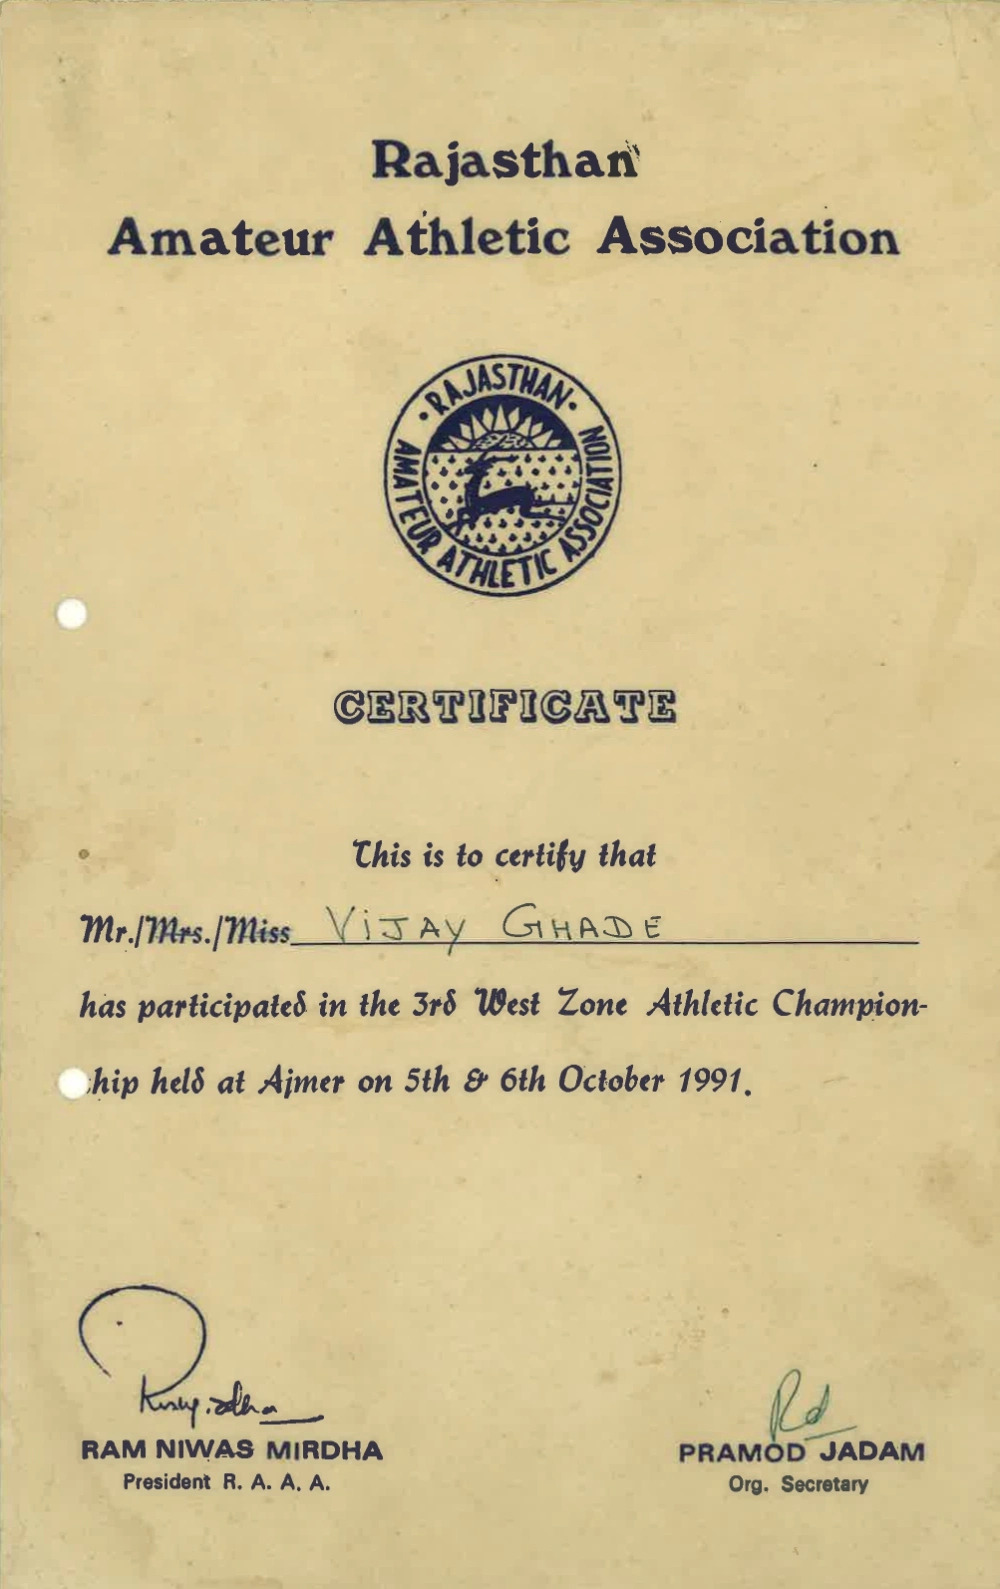 Rajasthan
Amateur Athletic Association
RAJASTHAN
AMATEUR ATHLETIC ASSOCIATION
CERTIFICATE
This is to certify that
Mr./Mrs./Miss VIJAY GHADE
has participated in the 3rd West Zone Athletic Champion-
hip held at Ajmer on 5th & 6th October 1991.
RAM NIWAS MIRDHA
PRAMOD JADAM
President R. A. A. A.
Org. Secretary